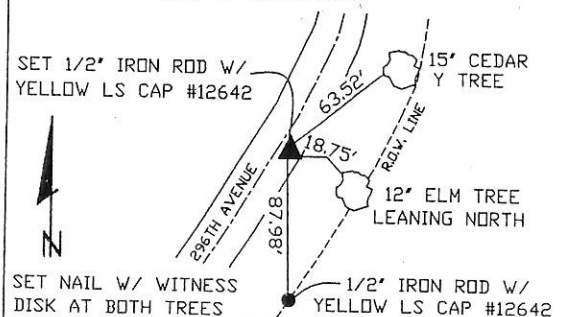 SET 1/2" IRON ROD W/
YELLOW LS CAP #12642
15" CEDAR
Y TREE
63.52'
18.75'
R.O.W. LINE
296TH AVENUE
87.98'
12" ELM TREE
LEANING NORTH
N
SET NAIL W/ WITNESS
DISK AT BOTH TREES
1/2" IRON ROD W/
YELLOW LS CAP #12642